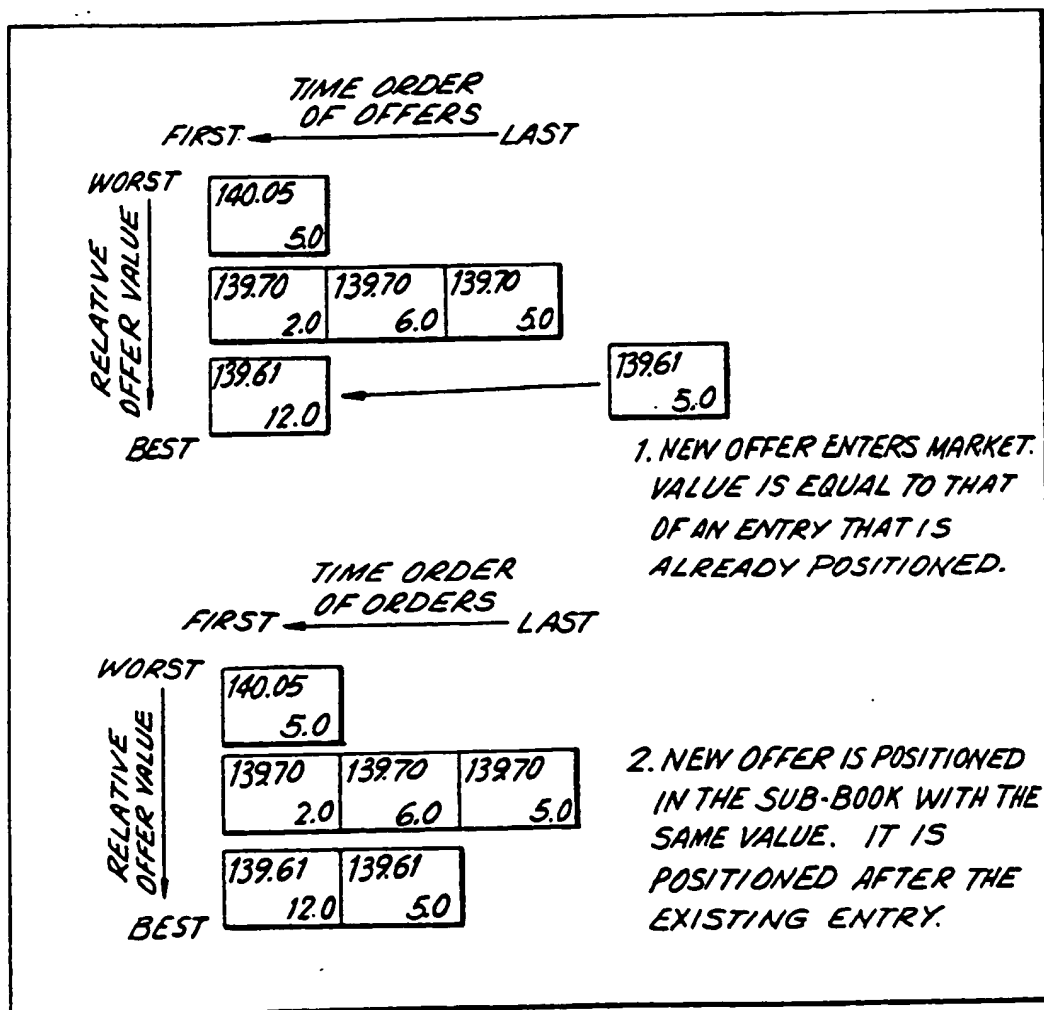 TIME ORDER
OF OFFERS
FIRST LAST
WORST
RELATIVE
OFFER VALUE
BEST
140.05
5.0
139.70 139.70 139.70
2.0 6.0 5.0
139.61
12.0
139.61
5.0
1. NEW OFFER ENTERS MARKET.
VALUE IS EQUAL TO THAT
OF AN ENTRY THAT IS
ALREADY POSITIONED.
TIME ORDER
OF ORDERS
FIRST LAST
WORST
RELATIVE
OFFER VALUE
BEST
140.05
5.0
139.70 139.70 139.70
2.0 6.0 5.0
139.61 139.61
12.0 5.0
2. NEW OFFER IS POSITIONED
IN THE SUB-BOOK WITH THE
SAME VALUE. IT IS
POSITIONED AFTER THE
EXISTING ENTRY.